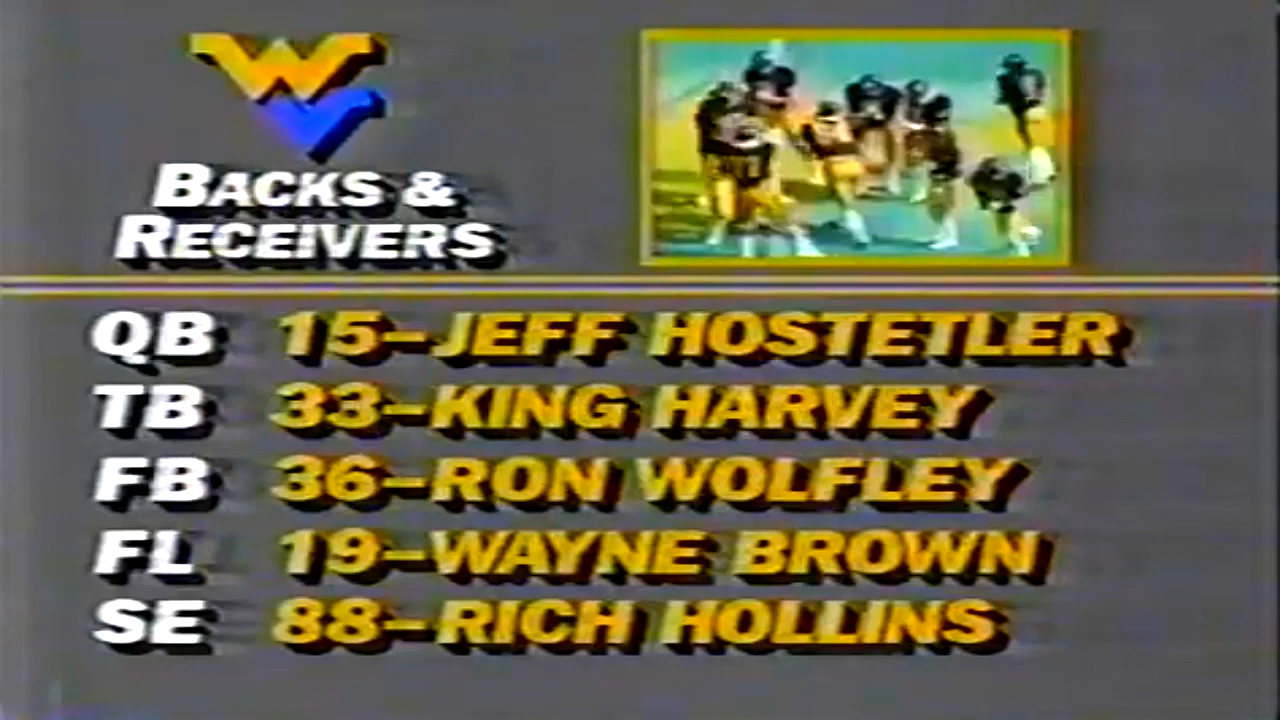 BACKS &
RECEIVERS
QB 15-JEFF HOSTETLER
TB 33-KING HARVEY
FB 36-RON WOLFLEY
FL 19-WAYNE BROWN
SE 88-RICH HOLLINS